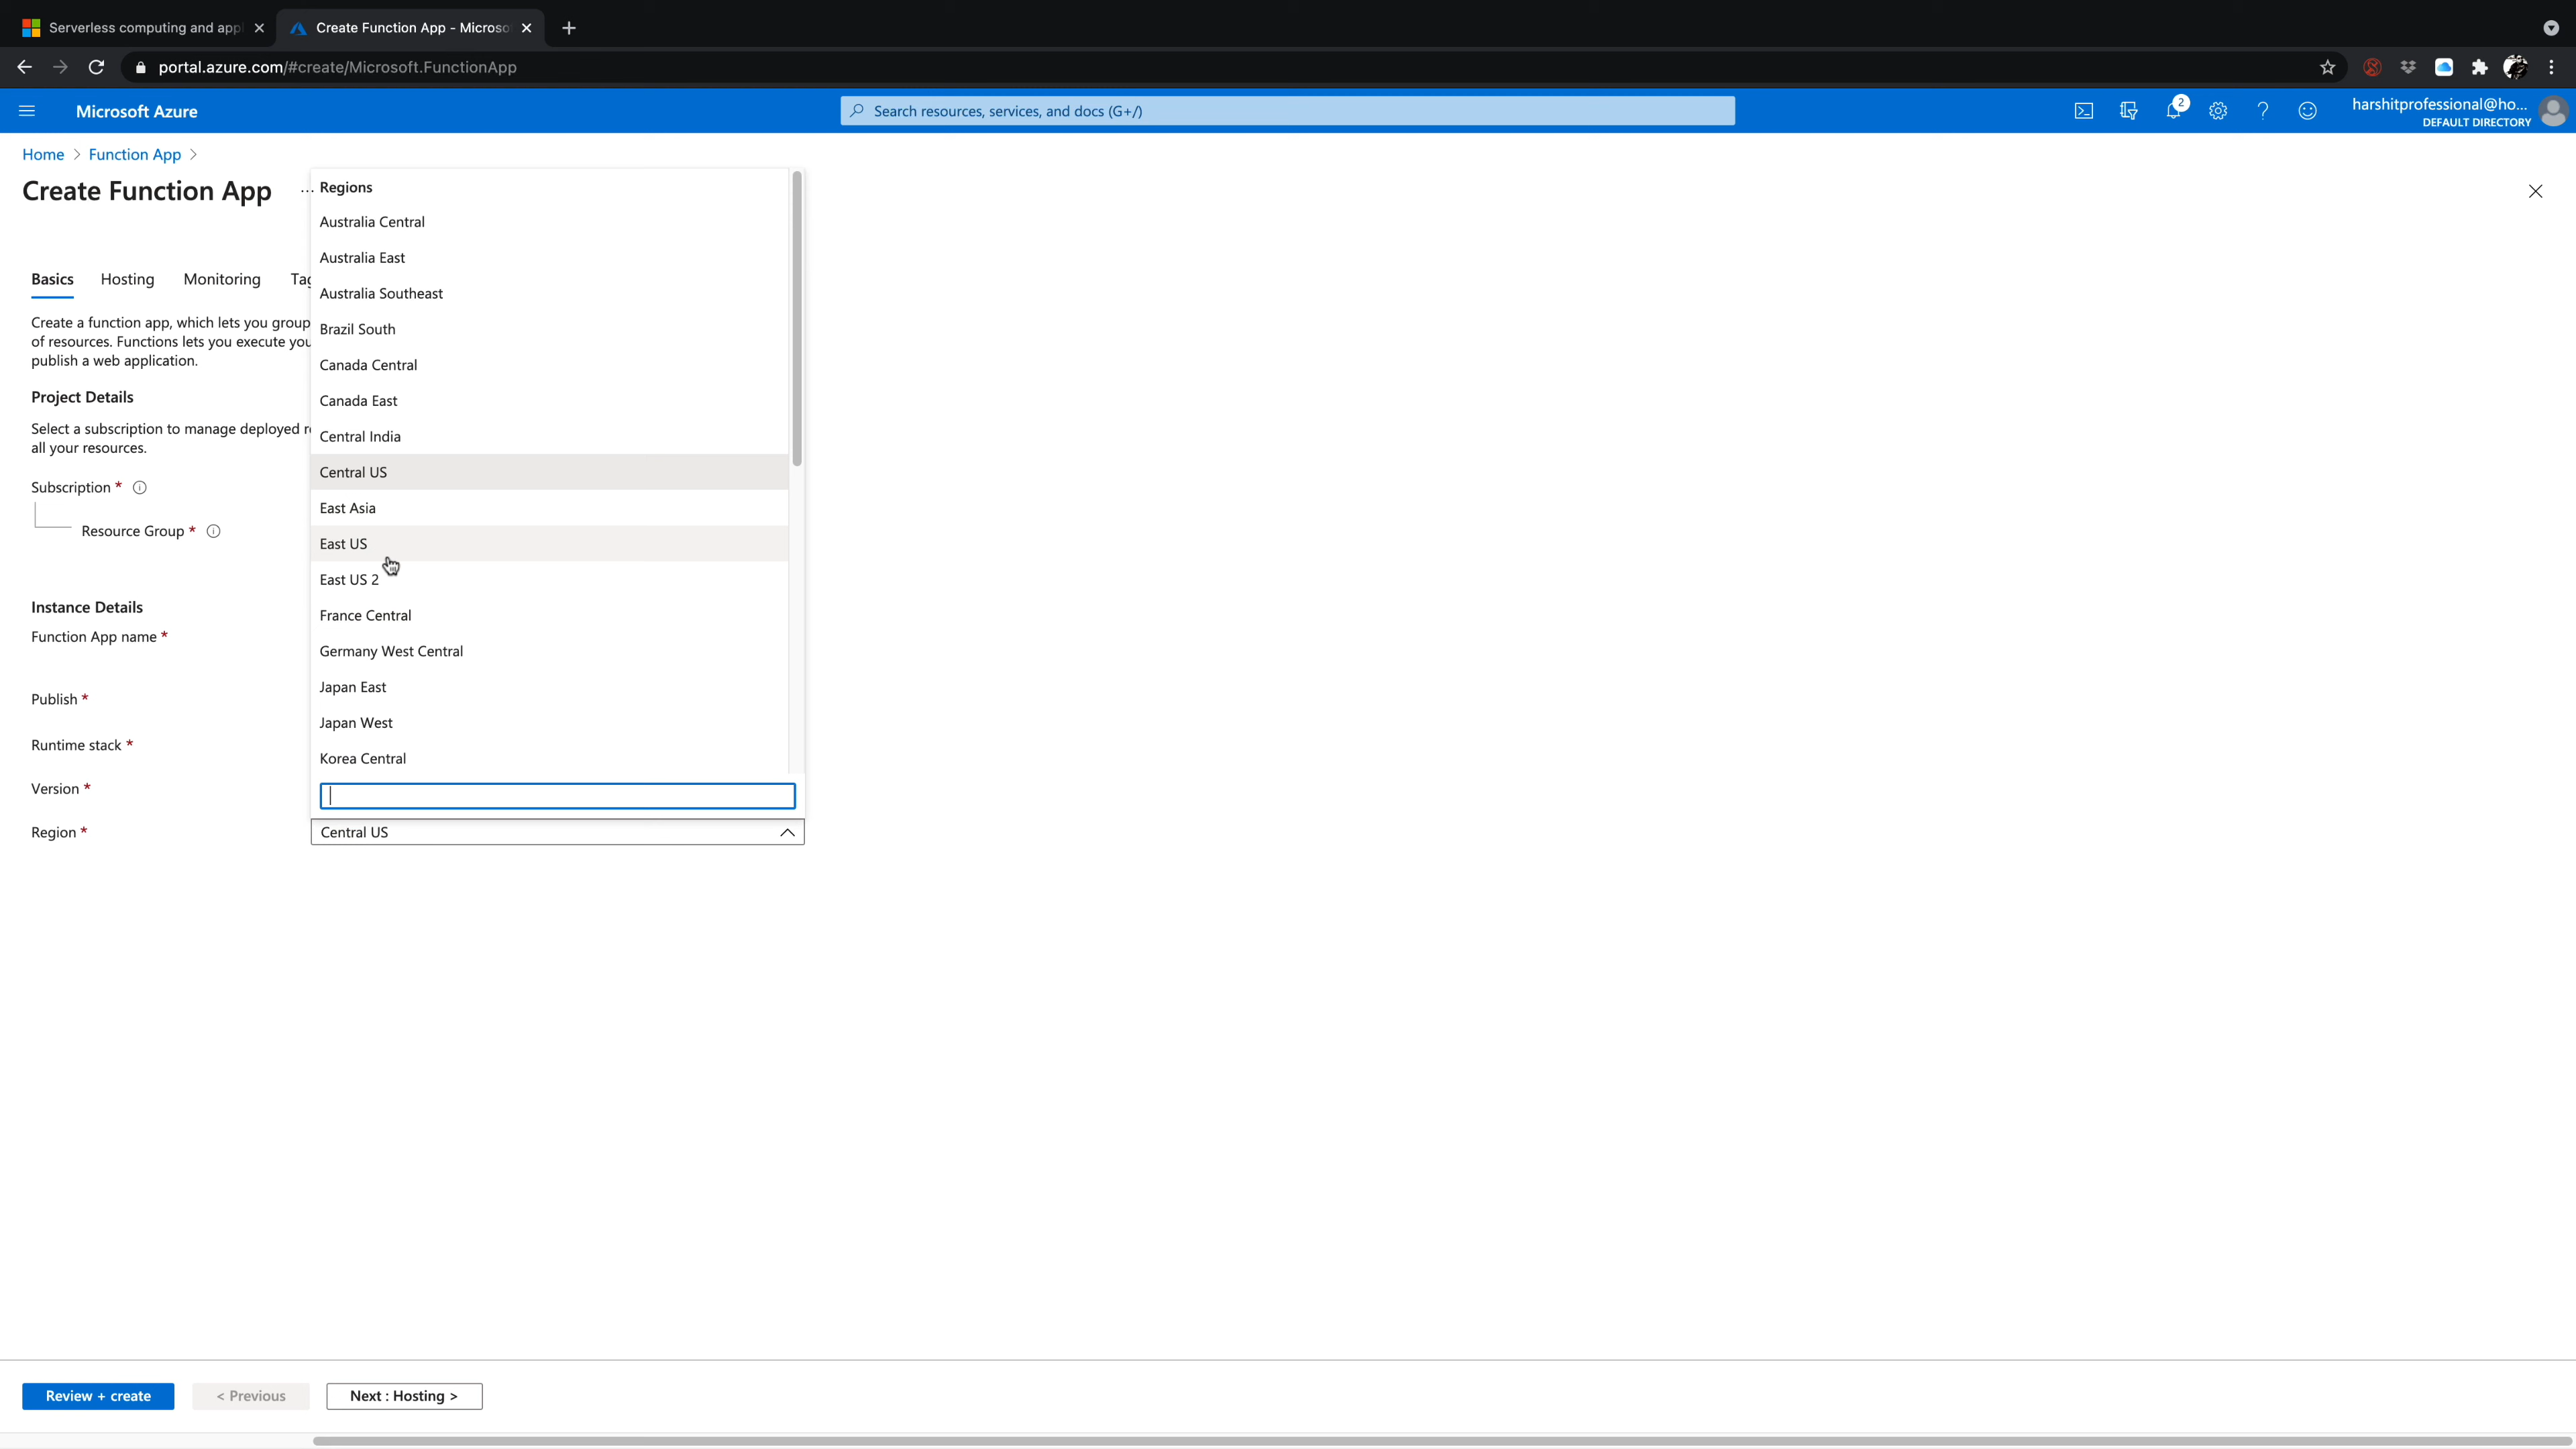 Serverless computing and appl
Create Function App - Microso
portal.azure.com/#create/Microsoft.FunctionApp
Microsoft Azure
Search resources, services, and docs (G+/)
2
harshitprofessional@ho...
DEFAULT DIRECTORY
Home > Function App >
Create Function App ...
Basics Hosting Monitoring Tag
Create a function app, which lets you group
of resources. Functions lets you execute you
publish a web application.
Project Details
Select a subscription to manage deployed re
all your resources.
Subscription *
Resource Group *
Instance Details
Function App name *
Publish *
Runtime stack *
Version *
Region *
Regions
Australia Central
Australia East
Australia Southeast
Brazil South
Canada Central
Canada East
Central India
Central US
East Asia
East US
East US 2
France Central
Germany West Central
Japan East
Japan West
Korea Central
Central US
Review + create
< Previous
Next : Hosting >